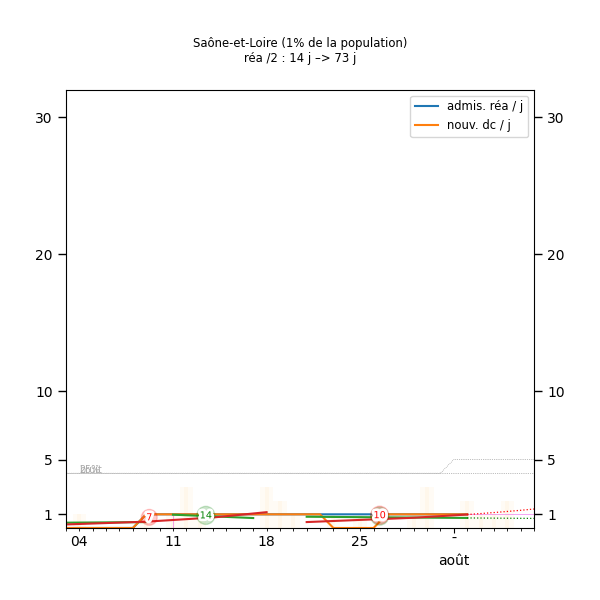 Saône-et-Loire (1% de la population)
réa /2 : 14 j –> 73 j
admis. réa / j
nouv. dc / j
30 30
20 20
10 10
5 5
25%
7 14 10
1 1
04 11 18 25 -
août